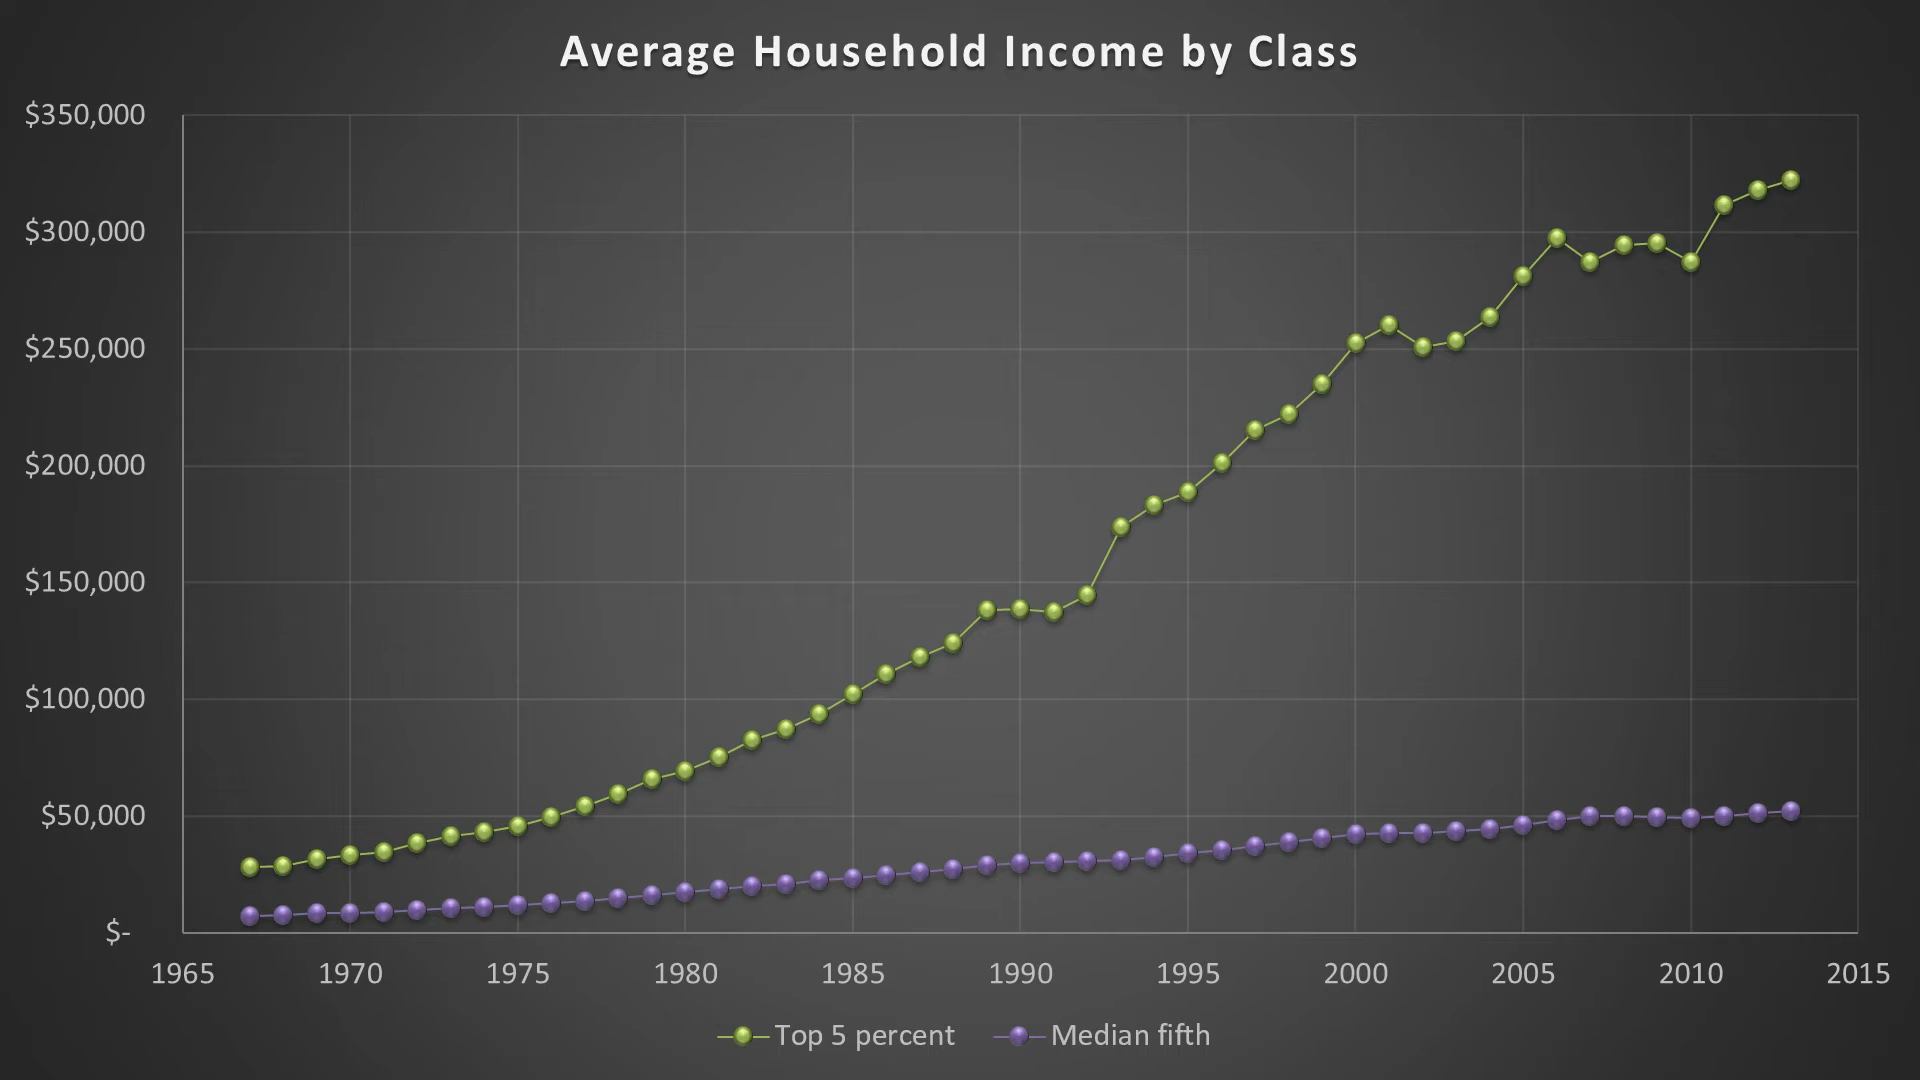 Average Household Income by Class
$350,000
$300,000
$250,000
$200,000
$150,000
$100,000
$50,000
$-
1965 1970 1975 1980 1985 1990 1995 2000 2005 2010 2015
Top 5 percent Median fifth